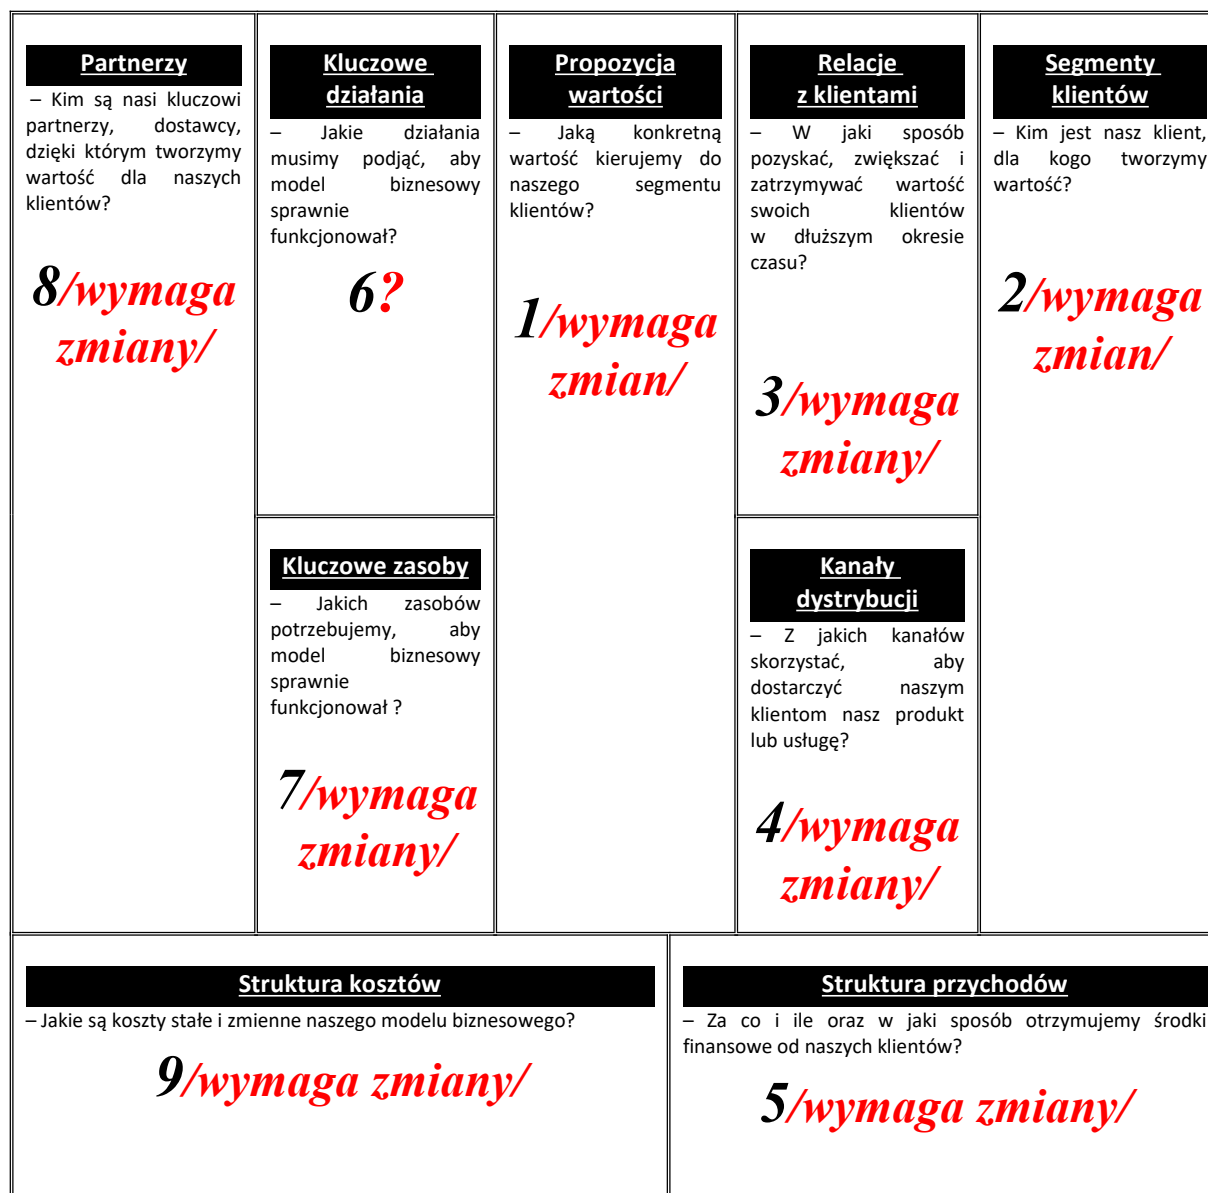 Partnerzy
– Kim są nasi kluczowi
partnerzy, dostawcy,
dzięki którym tworzymy
wartość dla naszych
klientów?
8/wymaga
zmiany/
Kluczowe
działania
– Jakie działania
musimy podjąć, aby
model biznesowy
sprawnie
funkcjonował?
6?
Kluczowe zasoby
– Jakich zasobów
potrzebujemy, aby
model biznesowy
sprawnie
funkcjonował ?
7/wymaga
zmiany/
Propozycja
wartości
– Jaką konkretną
wartość kierujemy do
naszego segmentu
klientów?
1/wymaga
zmian/
Relacje
z klientami
– W jaki sposób
pozyskać, zwiększać i
zatrzymywać wartość
swoich klientów
w dłuższym okresie
czasu?
3/wymaga
zmiany/
Kanały
dystrybucji
– Z jakich kanałów
skorzystać, aby
dostarczyć naszym
klientom nasz produkt
lub usługę?
4/wymaga
zmiany/
Segmenty
klientów
– Kim jest nasz klient,
dla kogo tworzymy
wartość?
2/wymaga
zmian/
Struktura kosztów
– Jakie są koszty stałe i zmienne naszego modelu biznesowego?
9/wymaga zmiany/
Struktura przychodów
– Za co i ile oraz w jaki sposób otrzymujemy środki
finansowe od naszych klientów?
5/wymaga zmiany/